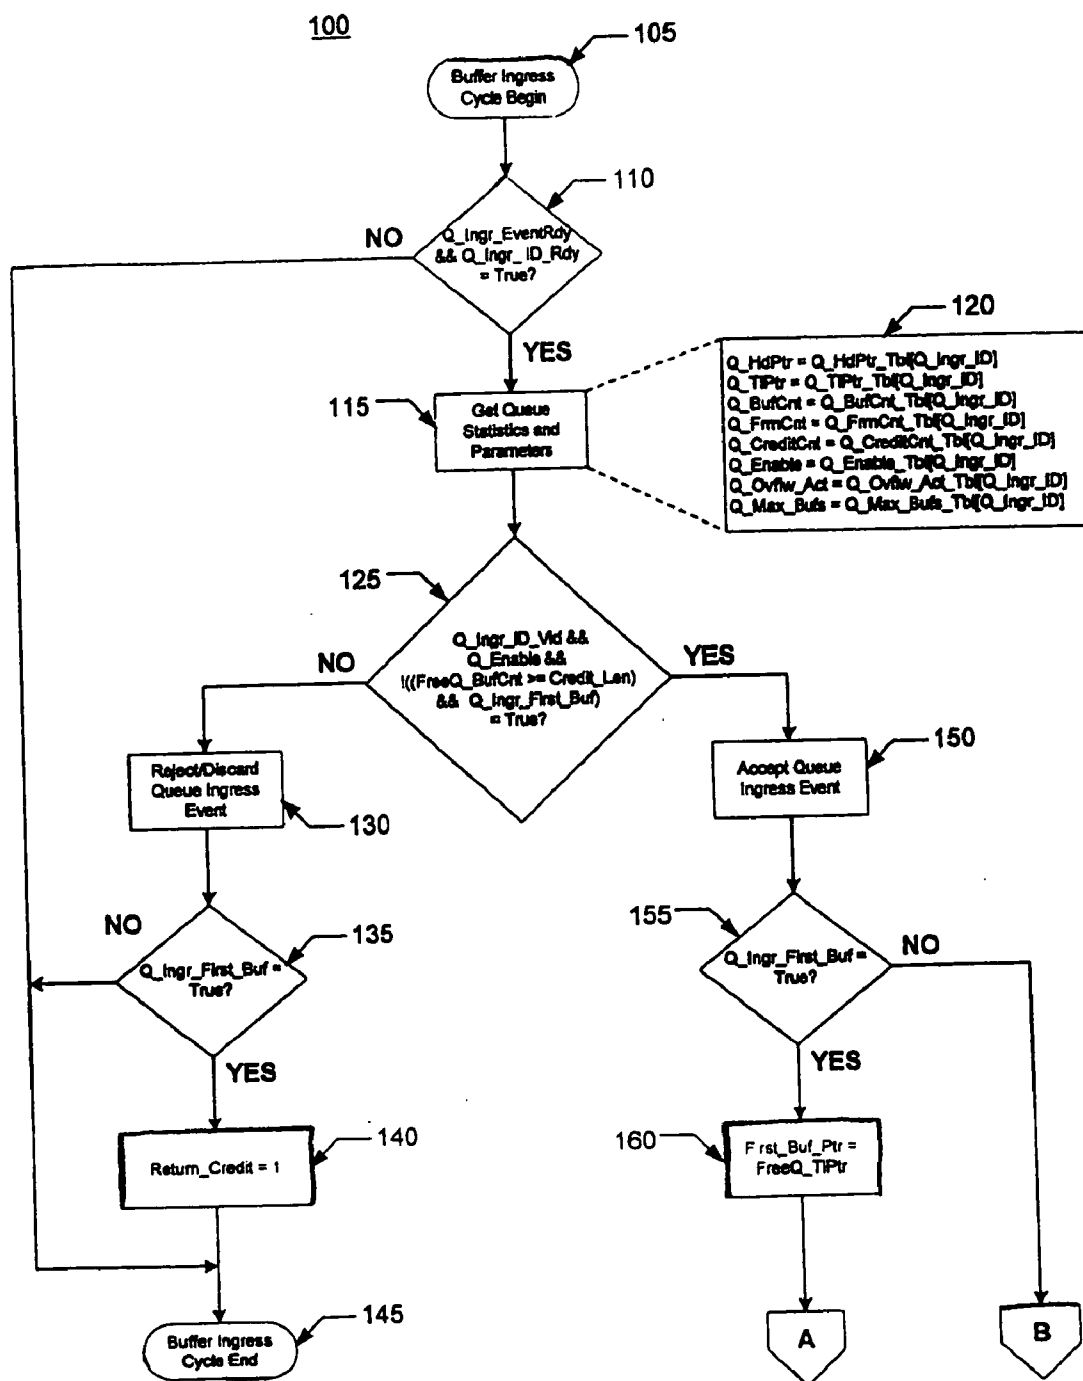 100
105
Buffer Ingress
Cycle Begin
110
NO
Q_Ingr_EventRdy
&& Q_Ingr_ID_Rdy
= True?
YES
120
Q_HdPtr = Q_HdPtr_Tbl[Q_Ingr_ID]
Q_TlPtr = Q_TlPtr_Tbl[Q_Ingr_ID]
Q_BufCnt = Q_BufCnt_Tbl[Q_Ingr_ID]
Q_FrmCnt = Q_FrmCnt_Tbl[Q_Ingr_ID]
Q_CreditCnt = Q_CreditCnt_Tbl[Q_Ingr_ID]
Q_Enable = Q_Enable_Tbl[Q_Ingr_ID]
Q_Ovflw_Act = Q_Ovflw_Act_Tbl[Q_Ingr_ID]
Q_Max_Bufs = Q_Max_Bufs_Tbl[Q_Ingr_ID]
115
Get Queue
Statistics and
Parameters
125
NO
Q_Ingr_ID_Vld &&
Q_Enable &&
!((FreeQ_BufCnt >= Credit_Len)
&& Q_Ingr_First_Buf)
= True?
YES
Reject/Discard
Queue Ingress
Event
130
150
Accept Queue
Ingress Event
NO
135
Q_Ingr_First_Buf =
True?
YES
155
Q_Ingr_First_Buf =
True?
NO
YES
140
Return_Credit = 1
160
First_Buf_Ptr =
FreeQ_TlPtr
145
Buffer Ingress
Cycle End
A
B